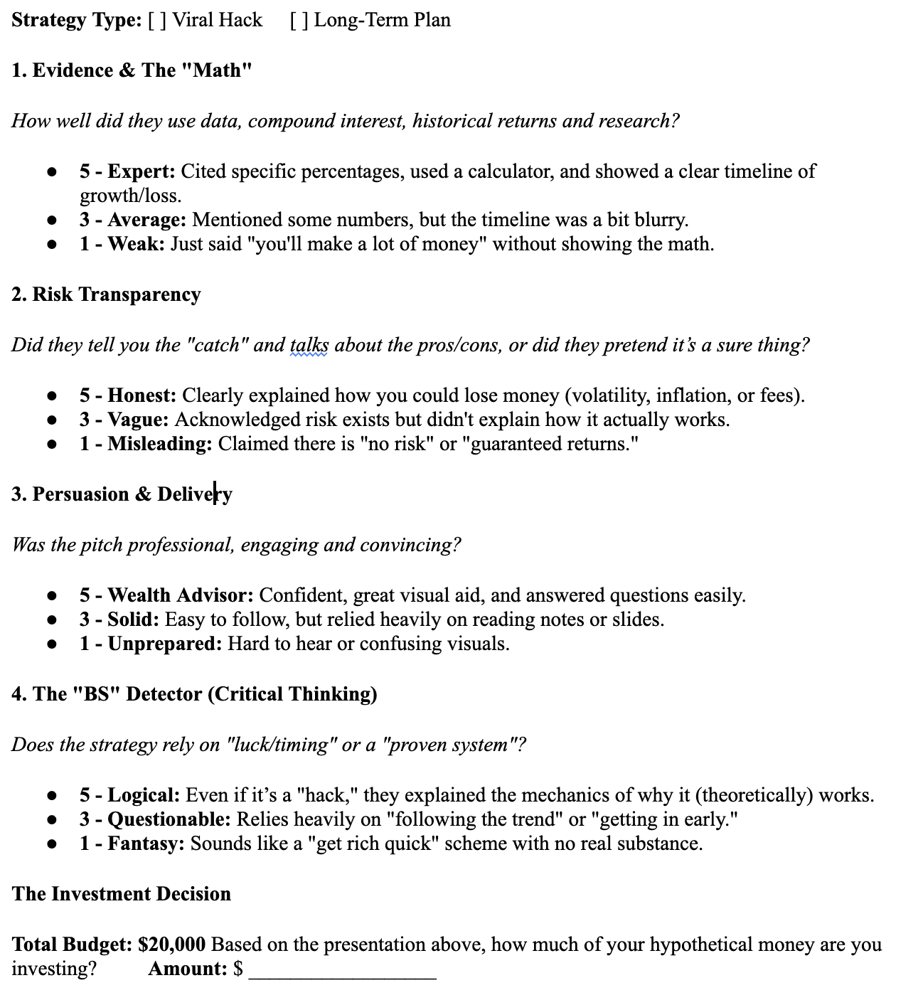 Strategy Type: [ ] Viral Hack [ ] Long-Term Plan
1. Evidence & The "Math"
How well did they use data, compound interest, historical returns and research?
● 5 - Expert: Cited specific percentages, used a calculator, and showed a clear timeline of
growth/loss.
● 3 - Average: Mentioned some numbers, but the timeline was a bit blurry.
● 1 - Weak: Just said "you'll make a lot of money" without showing the math.
2. Risk Transparency
Did they tell you the "catch" and talks about the pros/cons, or did they pretend it’s a sure thing?
● 5 - Honest: Clearly explained how you could lose money (volatility, inflation, or fees).
● 3 - Vague: Acknowledged risk exists but didn't explain how it actually works.
● 1 - Misleading: Claimed there is "no risk" or "guaranteed returns."
3. Persuasion & Delivery
Was the pitch professional, engaging and convincing?
● 5 - Wealth Advisor: Confident, great visual aid, and answered questions easily.
● 3 - Solid: Easy to follow, but relied heavily on reading notes or slides.
● 1 - Unprepared: Hard to hear or confusing visuals.
4. The "BS" Detector (Critical Thinking)
Does the strategy rely on "luck/timing" or a "proven system"?
● 5 - Logical: Even if it’s a "hack," they explained the mechanics of why it (theoretically) works.
● 3 - Questionable: Relies heavily on "following the trend" or "getting in early."
● 1 - Fantasy: Sounds like a "get rich quick" scheme with no real substance.
The Investment Decision
Total Budget: $20,000 Based on the presentation above, how much of your hypothetical money are you
investing? Amount: $ ___________________